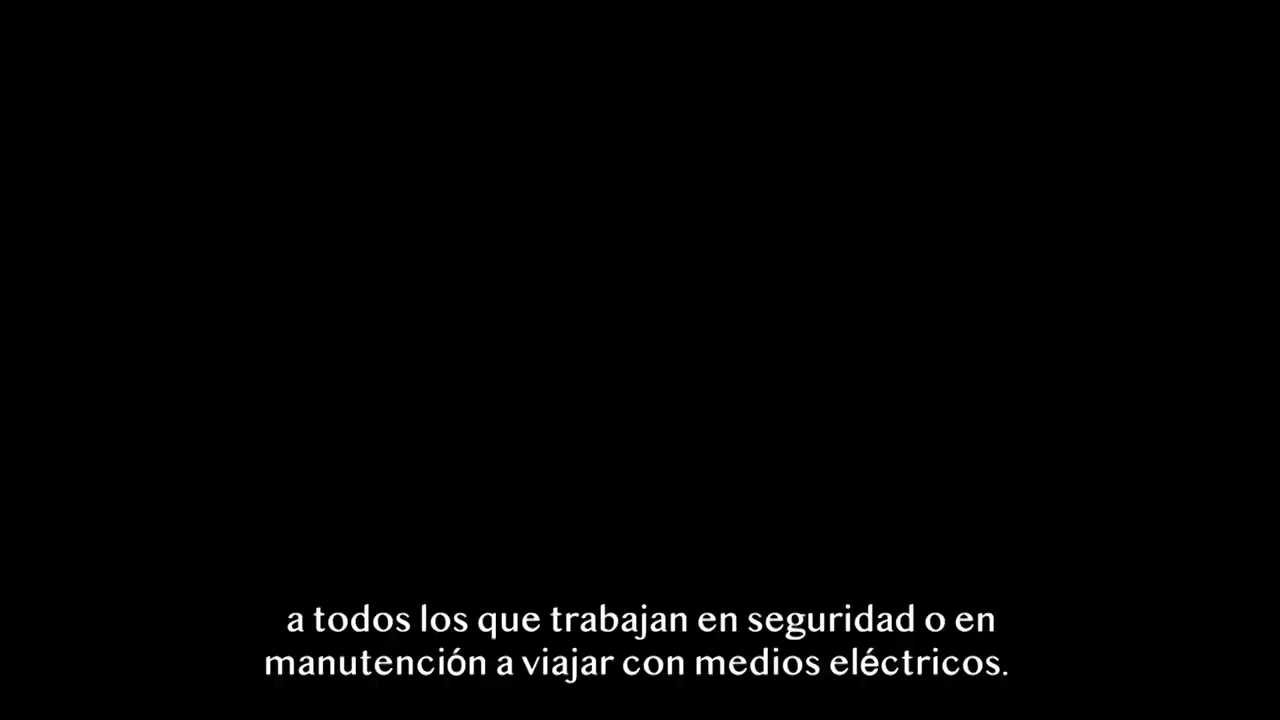 a todos los que trabajan en seguridad o en
manutención a viajar con medios eléctricos.